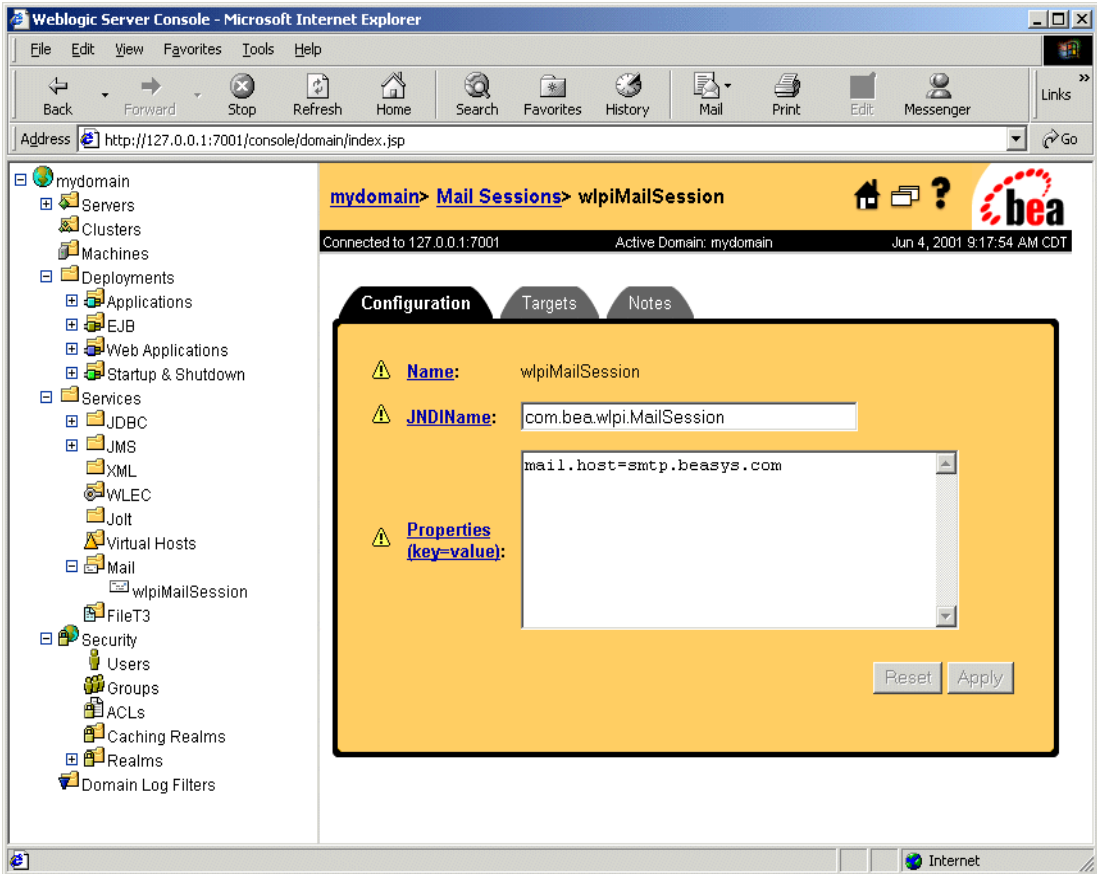 Weblogic Server Console - Microsoft Internet Explorer
File Edit View Favorites Tools Help
Back Forward Stop Refresh Home Search Favorites History Mail Print Edit Messenger Links »
Address http://127.0.0.1:7001/console/domain/index.jsp Go
mydomain
Servers
Clusters
Machines
Deployments
Applications
EJB
Web Applications
Startup & Shutdown
Services
JDBC
JMS
XML
WLEC
Jolt
Virtual Hosts
Mail
wlpiMailSession
FileT3
Security
Users
Groups
ACLs
Caching Realms
Realms
Domain Log Filters
mydomain> Mail Sessions> wlpiMailSession ?
bea
Connected to 127.0.0.1:7001 Active Domain: mydomain Jun 4, 2001 9:17:54 AM CDT
Configuration Targets Notes
Name: wlpiMailSession
JNDIName: com.bea.wlpi.MailSession
mail.host=smtp.beasys.com
Properties
(key=value):
Reset Apply
Internet